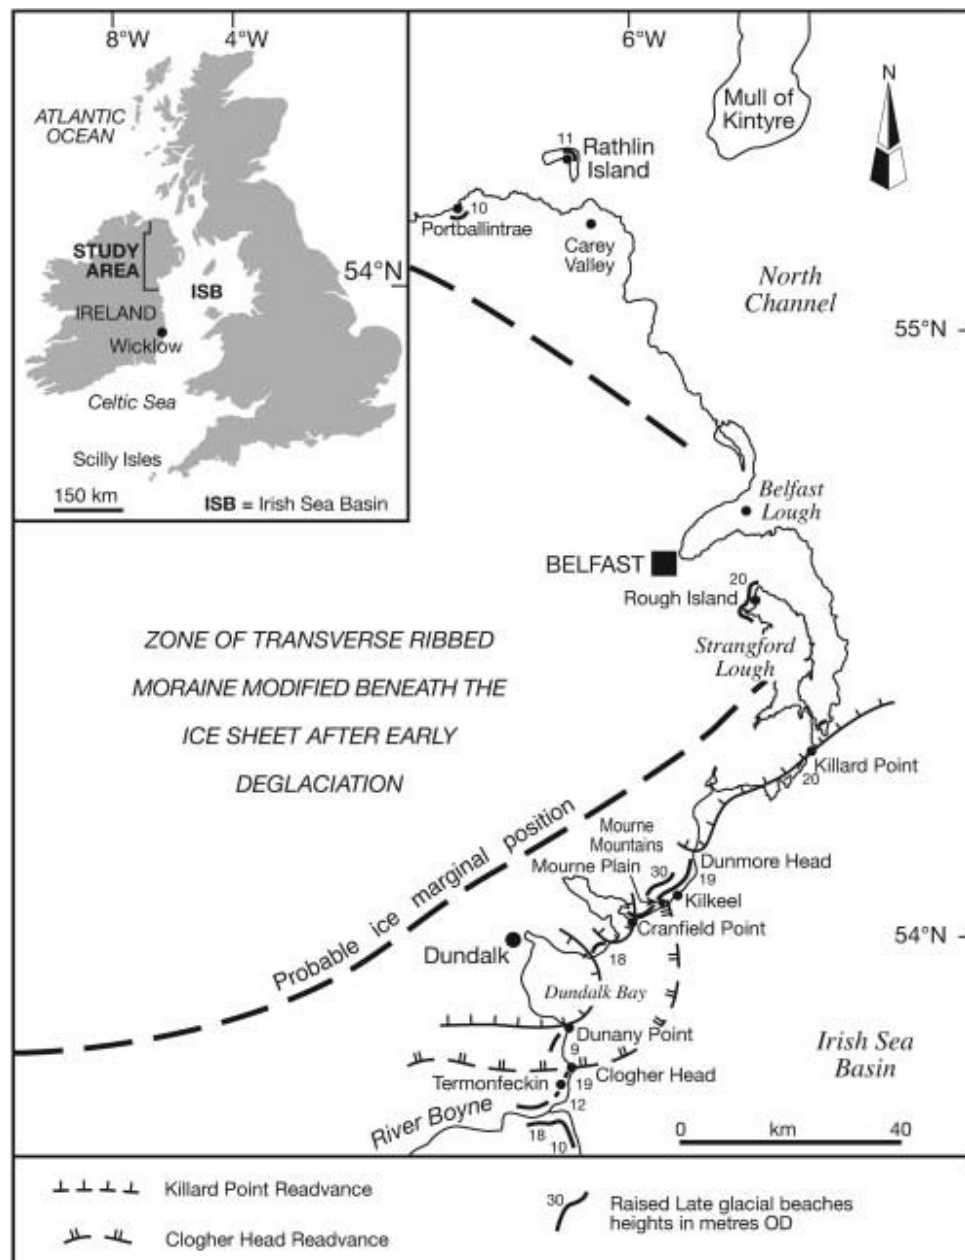 8°W
4°W
ATLANTIC
OCEAN
STUDY
AREA
54°N
ISB
IRELAND
Wicklow
Celtic Sea
Scilly Isles
150 km
ISB = Irish Sea Basin
6°W
N
Mull of
Kintyre
11
Rathlin
Island
10
Portballintrae
Carey
Valley
North
Channel
55°N
Belfast
Lough
BELFAST
20
Rough Island
Strangford
Lough
ZONE OF TRANSVERSE RIBBED
MORAINE MODIFIED BENEATH THE
ICE SHEET AFTER EARLY
DEGLACIATION
Killard Point
20
Probable ice marginal position
Mourne
Mountains
Mourne Plain
30
Dunmore Head
19
Kilkeel
Cranfield Point
54°N
Dundalk
18
Dundalk Bay
Dunany Point
9
Irish Sea
Basin
Clogher Head
Termonfeckin
19
12
River Boyne
18
10
0
km
40
Killard Point Readvance
Clogher Head Readvance
30
Raised Late glacial beaches
heights in metres OD